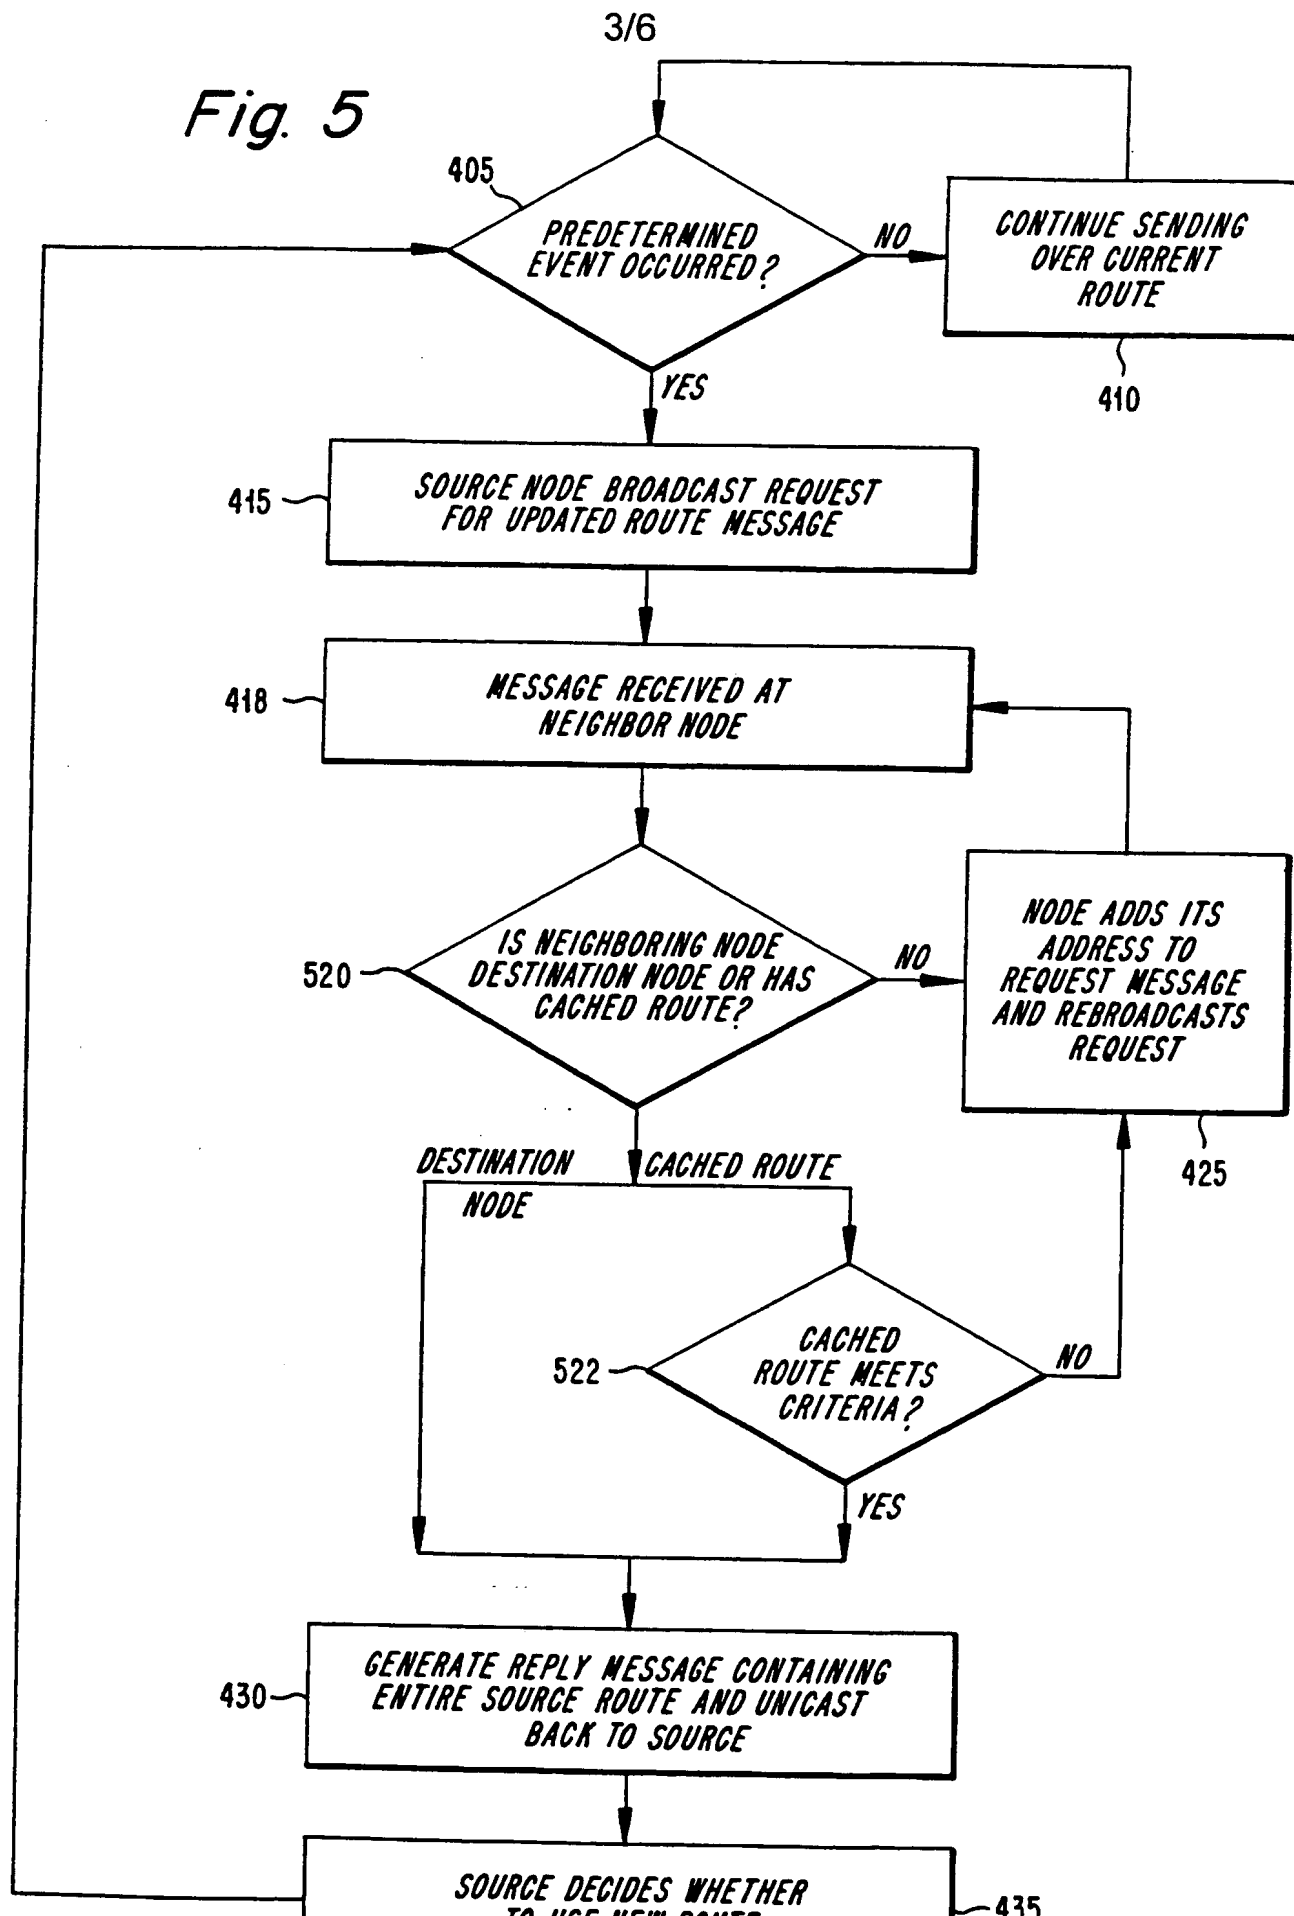 3/6
Fig. 5
405
PREDETERMINED
EVENT OCCURRED?
NO
CONTINUE SENDING
OVER CURRENT
ROUTE
410
YES
415
SOURCE NODE BROADCAST REQUEST
FOR UPDATED ROUTE MESSAGE
418
MESSAGE RECEIVED AT
NEIGHBOR NODE
520
IS NEIGHBORING NODE
DESTINATION NODE OR HAS
CACHED ROUTE?
NO
NODE ADDS ITS
ADDRESS TO
REQUEST MESSAGE
AND REBROADCASTS
REQUEST
425
DESTINATION
NODE
CACHED ROUTE
522
CACHED
ROUTE MEETS
CRITERIA?
NO
YES
430
GENERATE REPLY MESSAGE CONTAINING
ENTIRE SOURCE ROUTE AND UNICAST
BACK TO SOURCE
SOURCE DECIDES WHETHER
TO USE NEW ROUTE
435